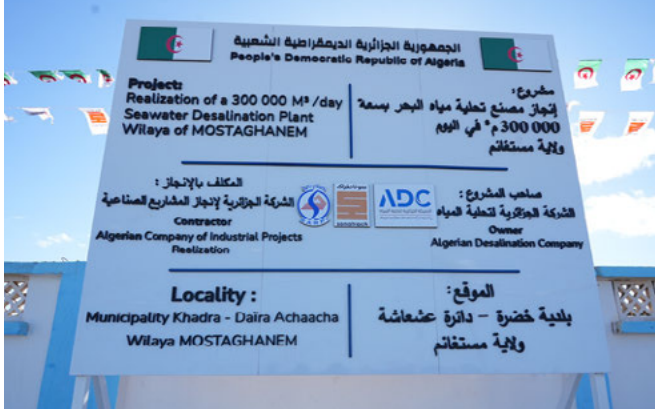 الجمهورية الجزائرية الديمقراطية الشعبية
People's Democratic Republic of Algeria
Project:
Realization of a 300 000 M³ /day
Seawater Desalination Plant
Wilaya of MOSTAGHANEM
مشروع:
إنجاز مصنع تحلية مياه البحر بسعة
300 000 م³ في اليوم
ولاية مستغانم
المكلف بالإنجاز :
الشركة الجزائرية لإنجاز المشاريع الصناعية
Contractor
Algerian Company of Industrial Projects
Realization
sonatrach
ADC
صاحب المشروع :
الشركة الجزائرية لتحلية المياه
Owner
Algerian Desalination Company
Locality :
Municipality Khadra - Daïra Achaacha
Wilaya MOSTAGHANEM
الموقع:
بلدية خضرة – دائرة عشعاشة
ولاية مستغانم